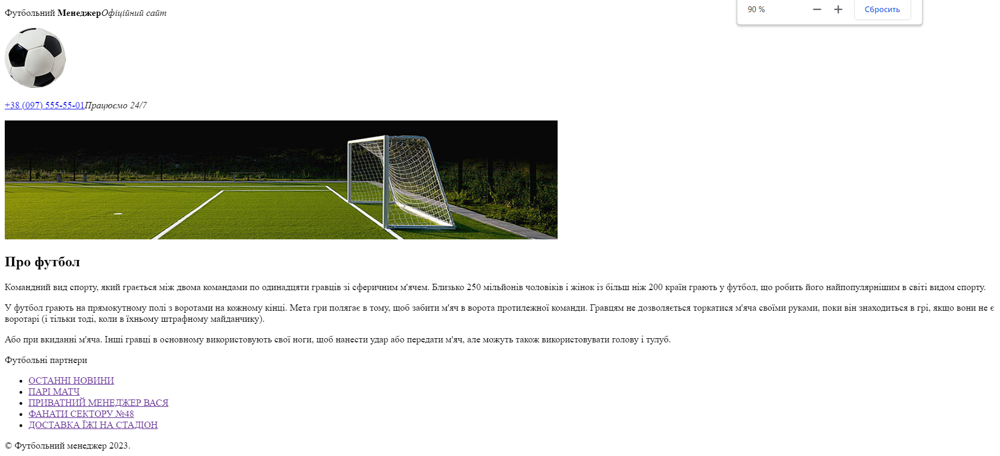 Футбольний МенеджерОфіційний сайт
90 %
Сбросить
+38 (097) 555-55-01Працюємо 24/7
Про футбол
Командний вид спорту, який грається між двома командами по одинадцяти гравців зі сферичним м'ячем. Близько 250 мільйонів чоловіків і жінок із більш ніж 200 країн грають у футбол, що робить його найпопулярнішим в світі видом спорту.
У футбол грають на прямокутному полі з воротами на кожному кінці. Мета гри полягає в тому, щоб забити м'яч в ворота протилежної команди. Гравцям не дозволяється торкатися м'яча своїми руками, поки він знаходиться в грі, якщо вони не є
воротарі (і тільки тоді, коли в їхньому штрафному майданчику).
Або при вкиданні м'яча. Інші гравці в основному використовують свої ноги, щоб нанести удар або передати м'яч, але можуть також використовувати голову і тулуб.
Футбольні партнери
ОСТАННІ НОВИНИ
ПАРІ МАТЧ
ПРИВАТНИЙ МЕНЕДЖЕР ВАСЯ
ФАНАТИ СЕКТОРУ №48
ДОСТАВКА ЇЖІ НА СТАДІОН
© Футбольний менеджер 2023.